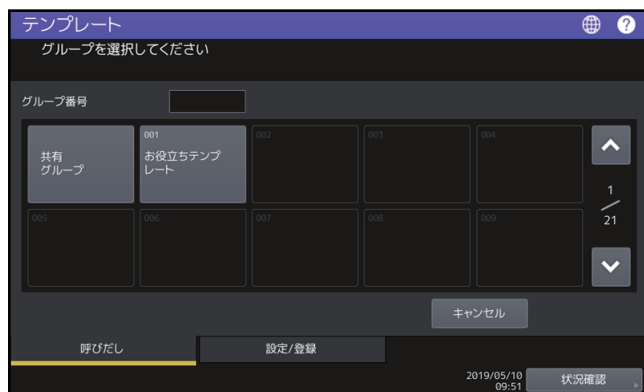 テンプレート
?
グループを選択してください
グループ番号
共有
グループ
001
お役立ちテンプ
レート
002
003
004
1
21
005
006
007
008
009
キャンセル
呼びだし
設定/登録
2019/05/10
09:51
状況確認